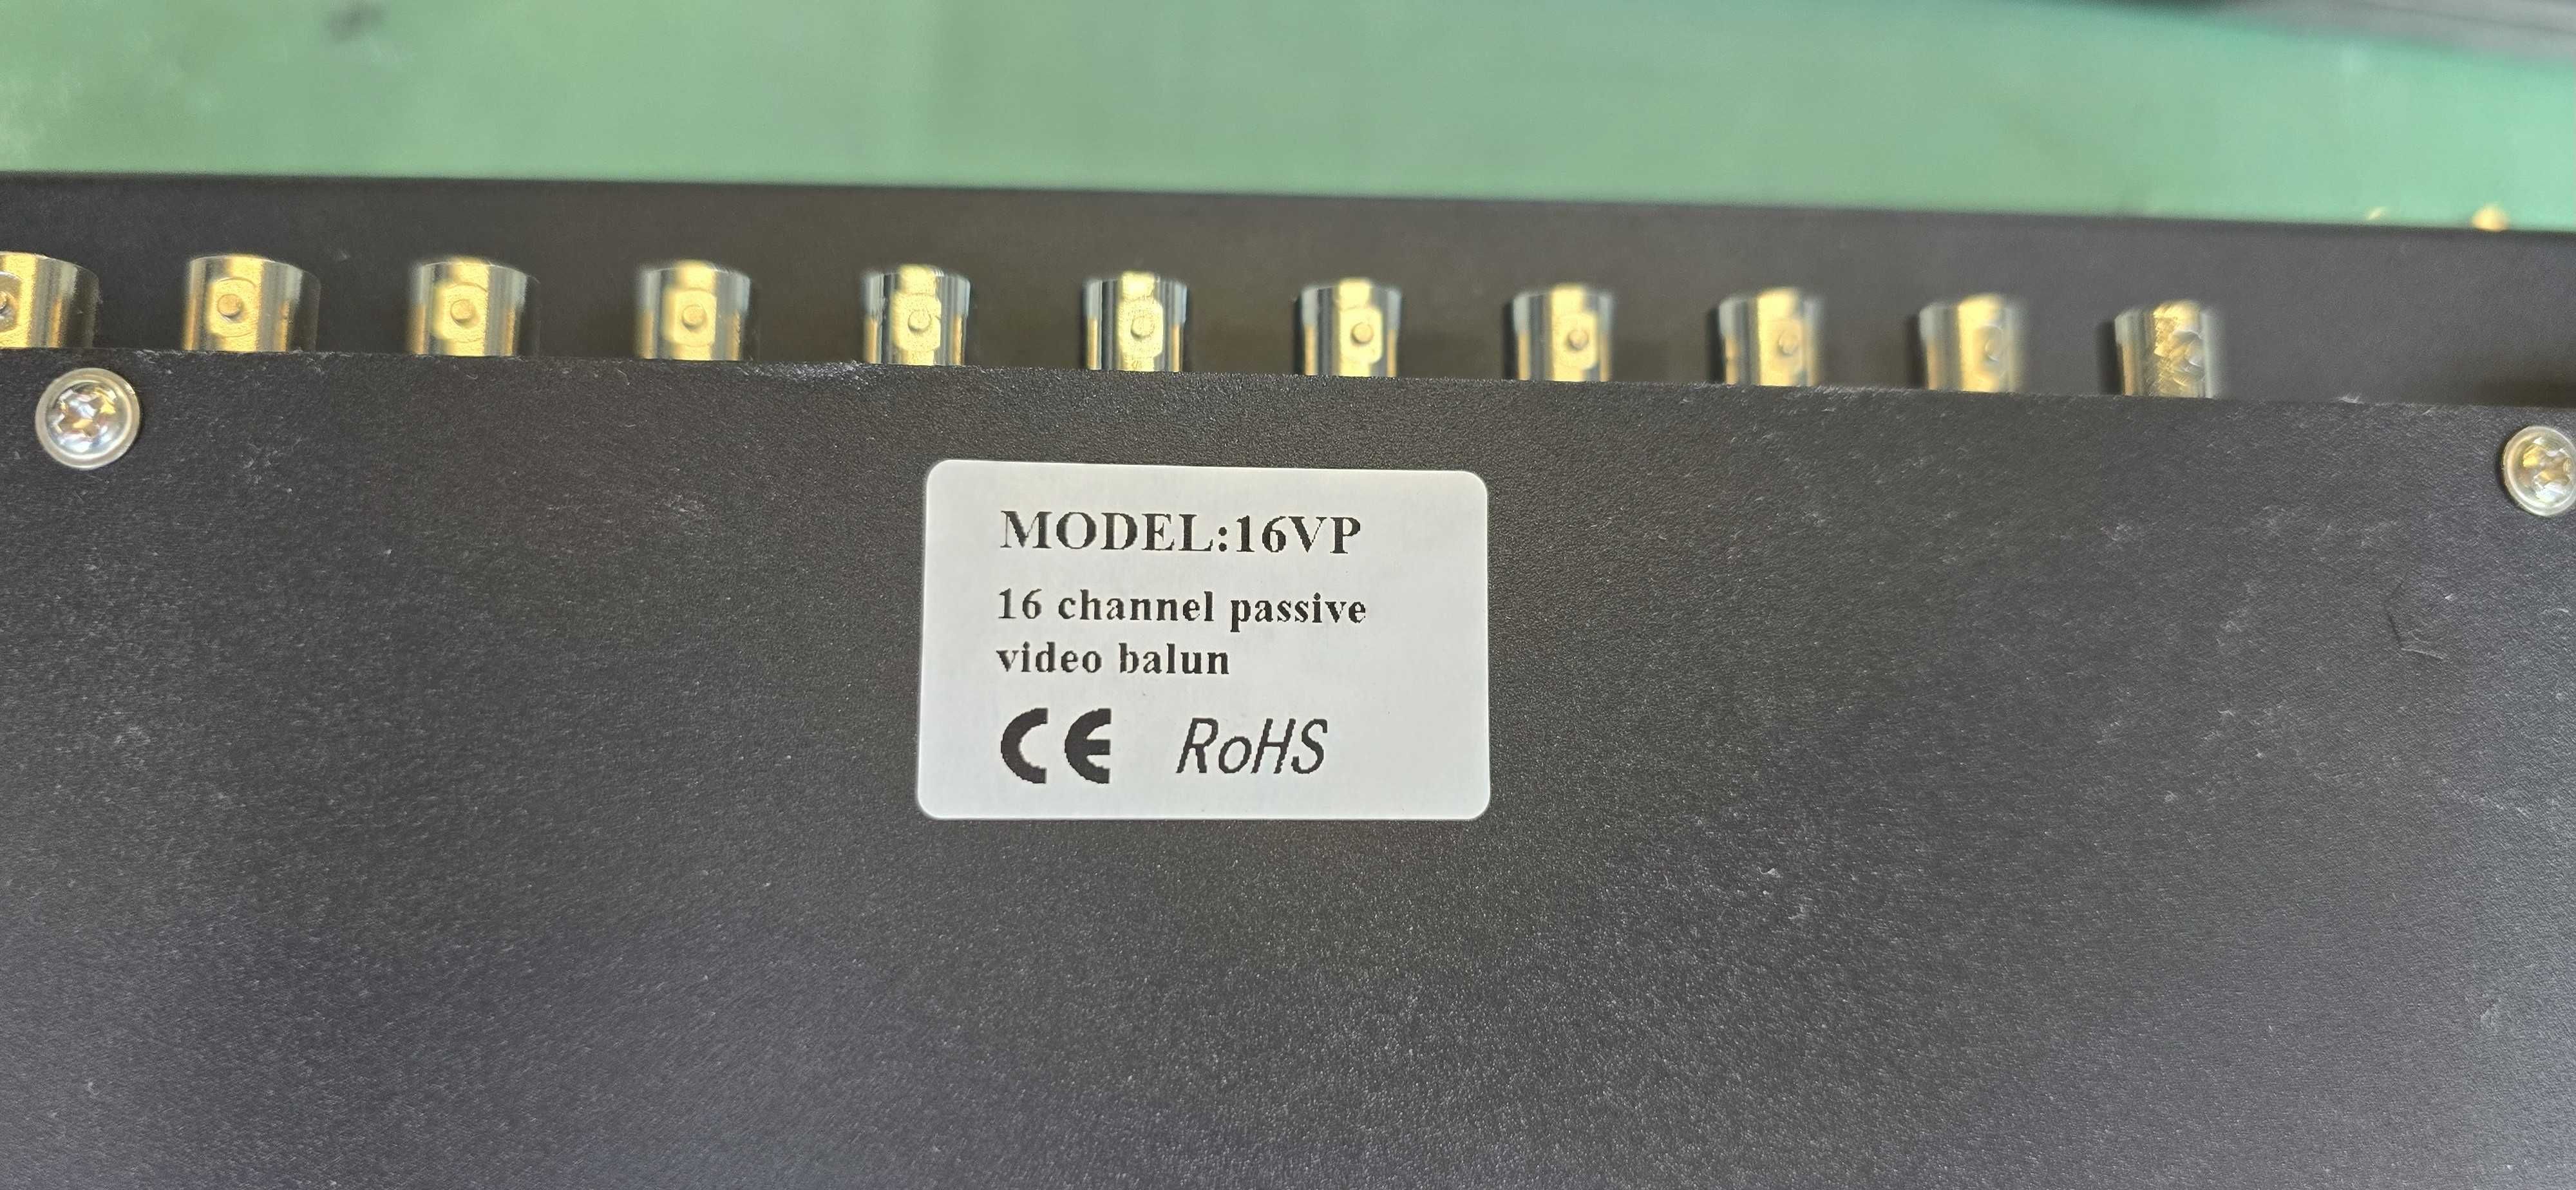 MODEL:16VP
16 channel passive
video balun
CE RoHS